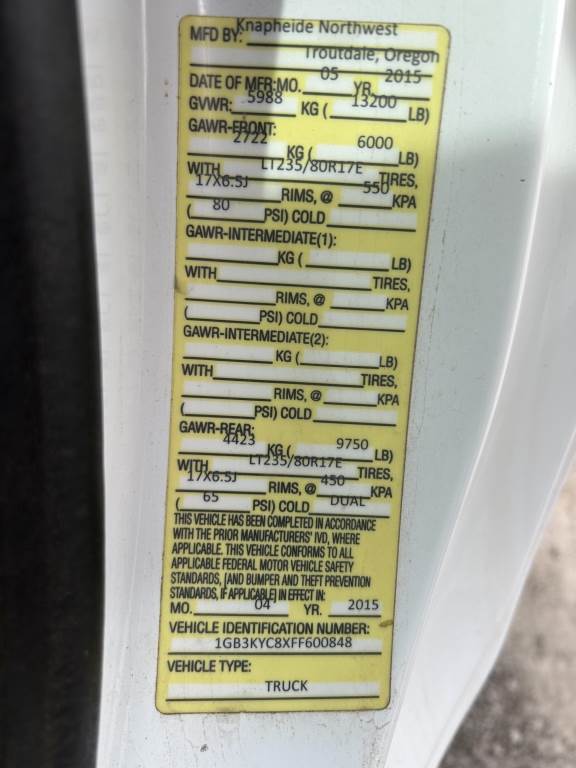 MFD BY: Knapheide Northwest
Troutdale, Oregon
DATE OF MFR: MO. 05 YR. 2015
GVWR: 5988 KG ( 13200 LB)
GAWR-FRONT:
2722 KG ( 6000 LB)
WITH LT235/80R17E TIRES,
17X6.5J RIMS, @ 550 KPA
( 80 PSI) COLD
GAWR-INTERMEDIATE(1):
KG ( LB)
WITH TIRES,
RIMS, @ KPA
( PSI) COLD
GAWR-INTERMEDIATE(2):
KG ( LB)
WITH TIRES,
RIMS, @ KPA
( PSI) COLD
GAWR-REAR:
4423 KG ( 9750 LB)
WITH LT235/80R17E TIRES,
17X6.5J RIMS, @ 450 KPA
( 65 PSI) COLD DUAL
THIS VEHICLE HAS BEEN COMPLETED IN ACCORDANCE
WITH THE PRIOR MANUFACTURERS' IVD, WHERE
APPLICABLE. THIS VEHICLE CONFORMS TO ALL
APPLICABLE FEDERAL MOTOR VEHICLE SAFETY
STANDARDS, [AND BUMPER AND THEFT PREVENTION
STANDARDS, IF APPLICABLE] IN EFFECT IN:
MO. 04 YR. 2015
VEHICLE IDENTIFICATION NUMBER:
1GB3KYC8XFF600848
VEHICLE TYPE:
TRUCK